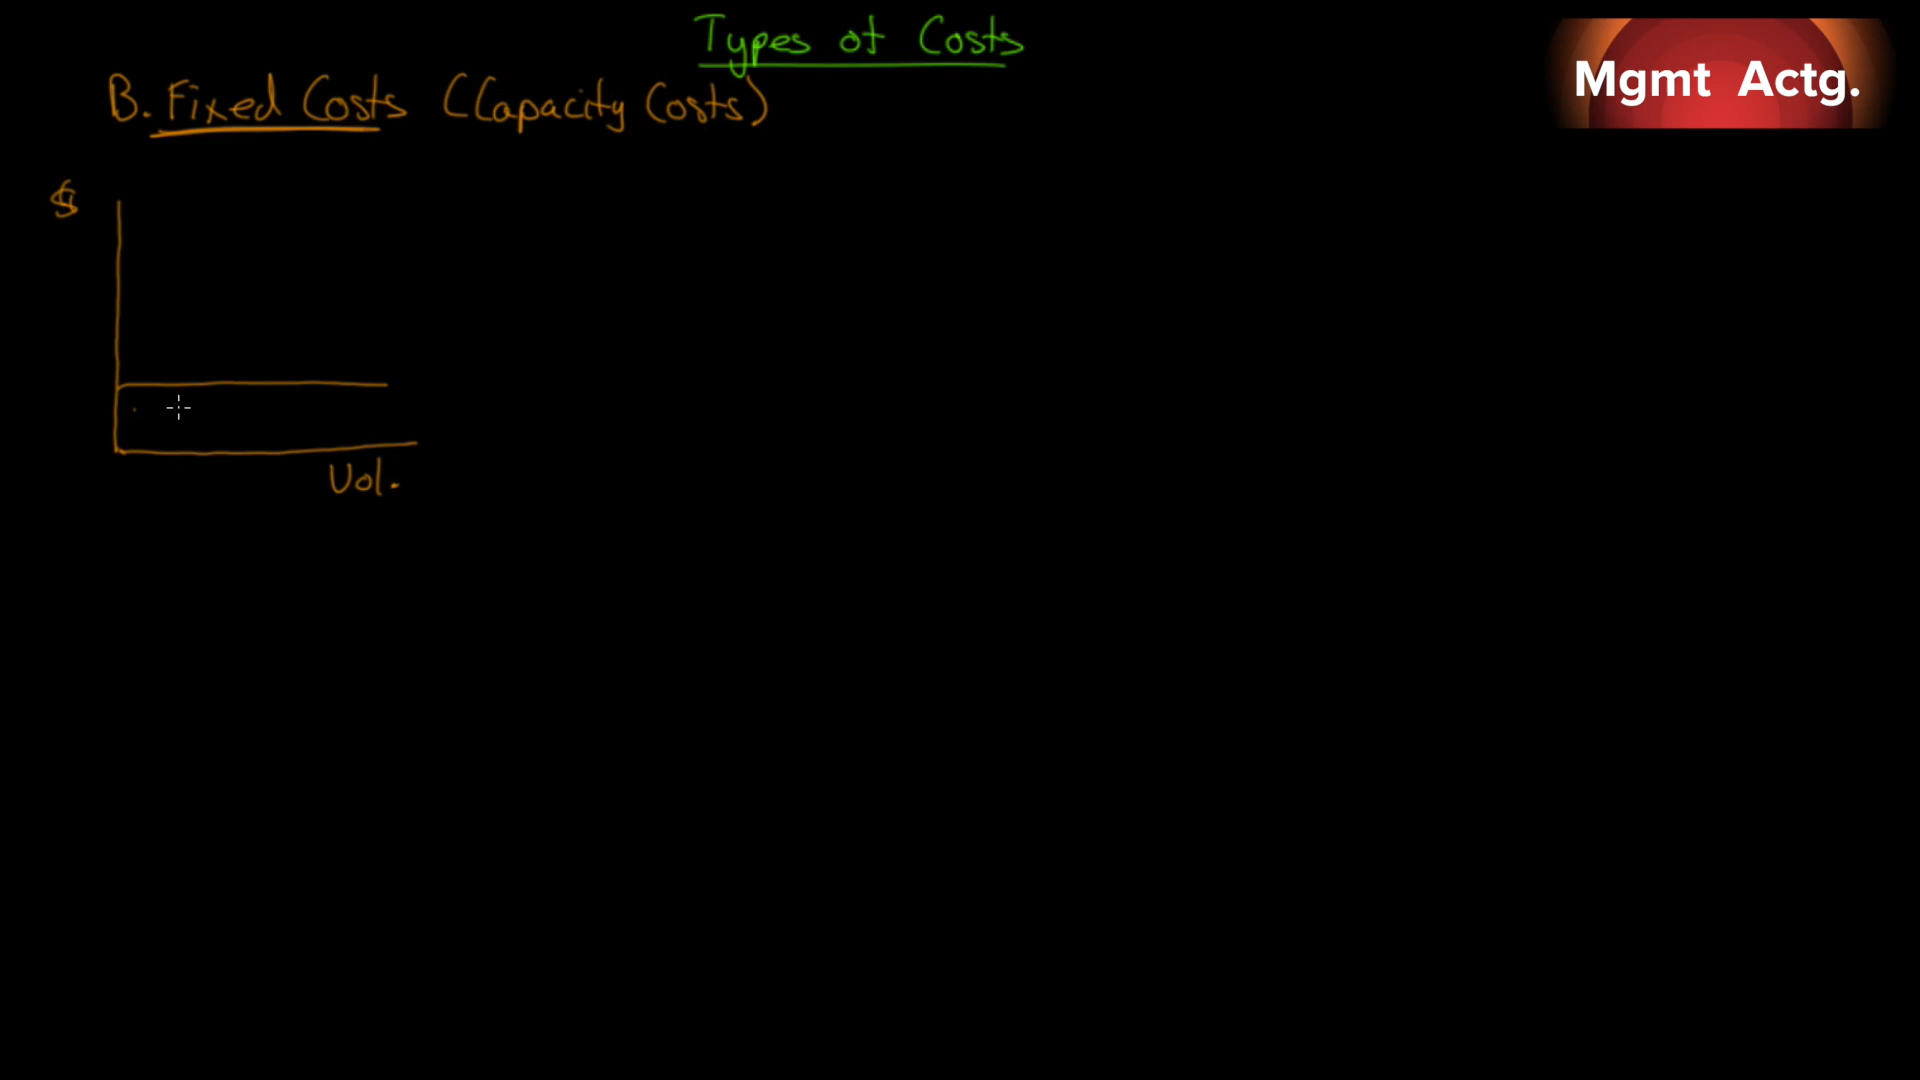 Types of Costs
Mgmt Actg.
B. Fixed Costs (Capacity Costs)
$
Vol.